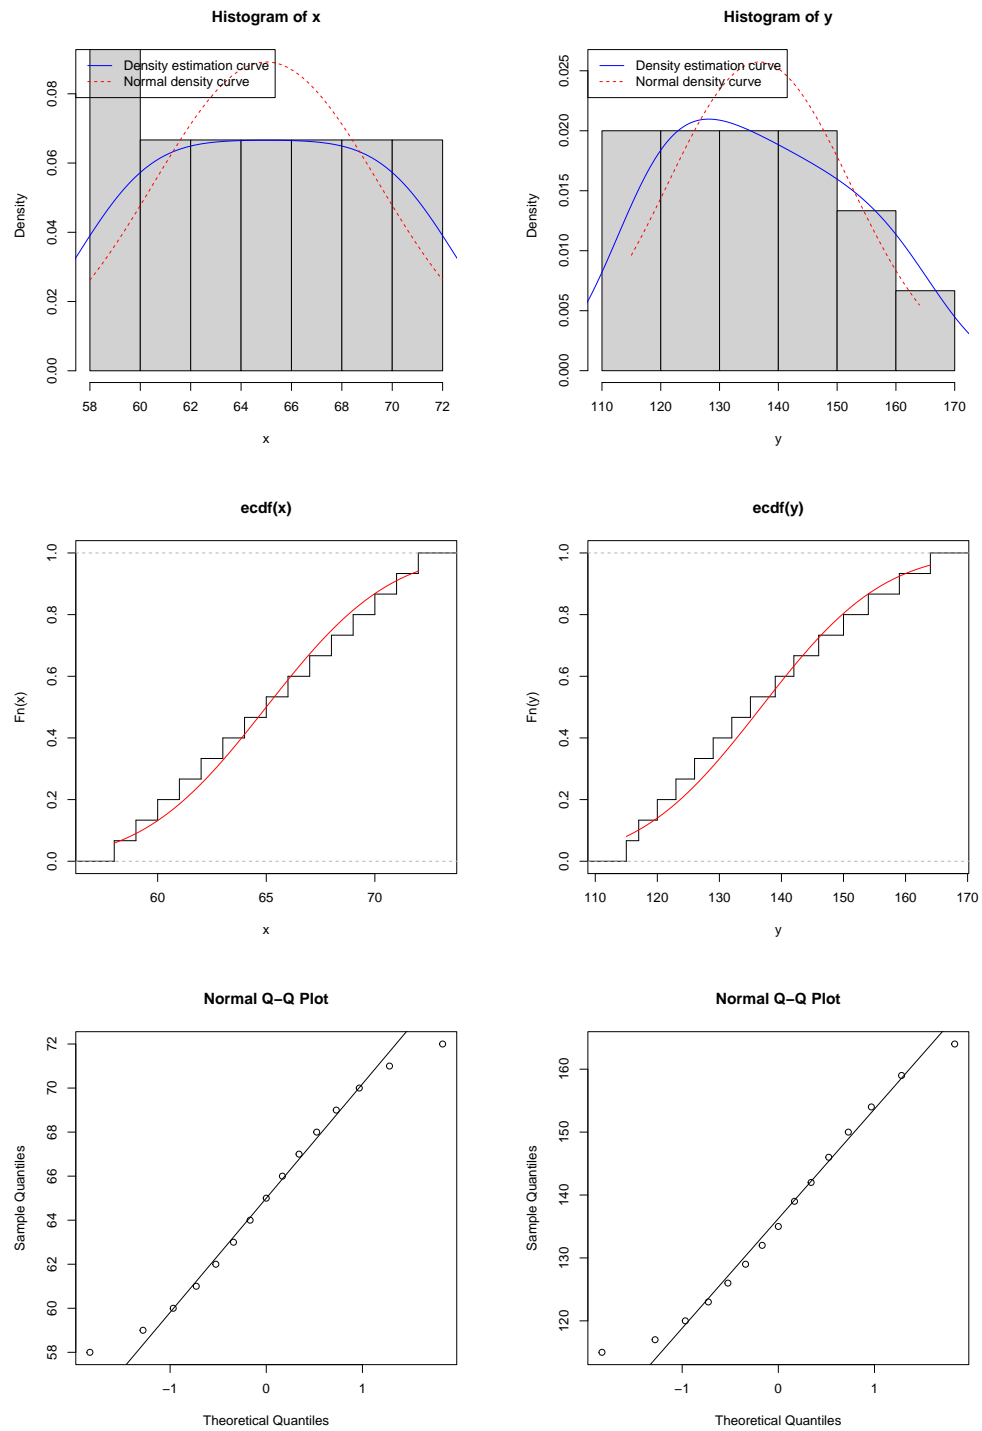 Histogram of x
Density estimation curve
Normal density curve
Density
0.00 0.02 0.04 0.06 0.08
58 60 62 64 66 68 70 72
x
Histogram of y
Density estimation curve
Normal density curve
Density
0.000 0.005 0.010 0.015 0.020 0.025
110 120 130 140 150 160 170
y
ecdf(x)
Fn(x)
0.0 0.2 0.4 0.6 0.8 1.0
60 65 70
x
ecdf(y)
Fn(y)
0.0 0.2 0.4 0.6 0.8 1.0
110 120 130 140 150 160 170
y
Normal Q−Q Plot
Sample Quantiles
58 60 62 64 66 68 70 72
−1 0 1
Theoretical Quantiles
Normal Q−Q Plot
Sample Quantiles
120 130 140 150 160
−1 0 1
Theoretical Quantiles